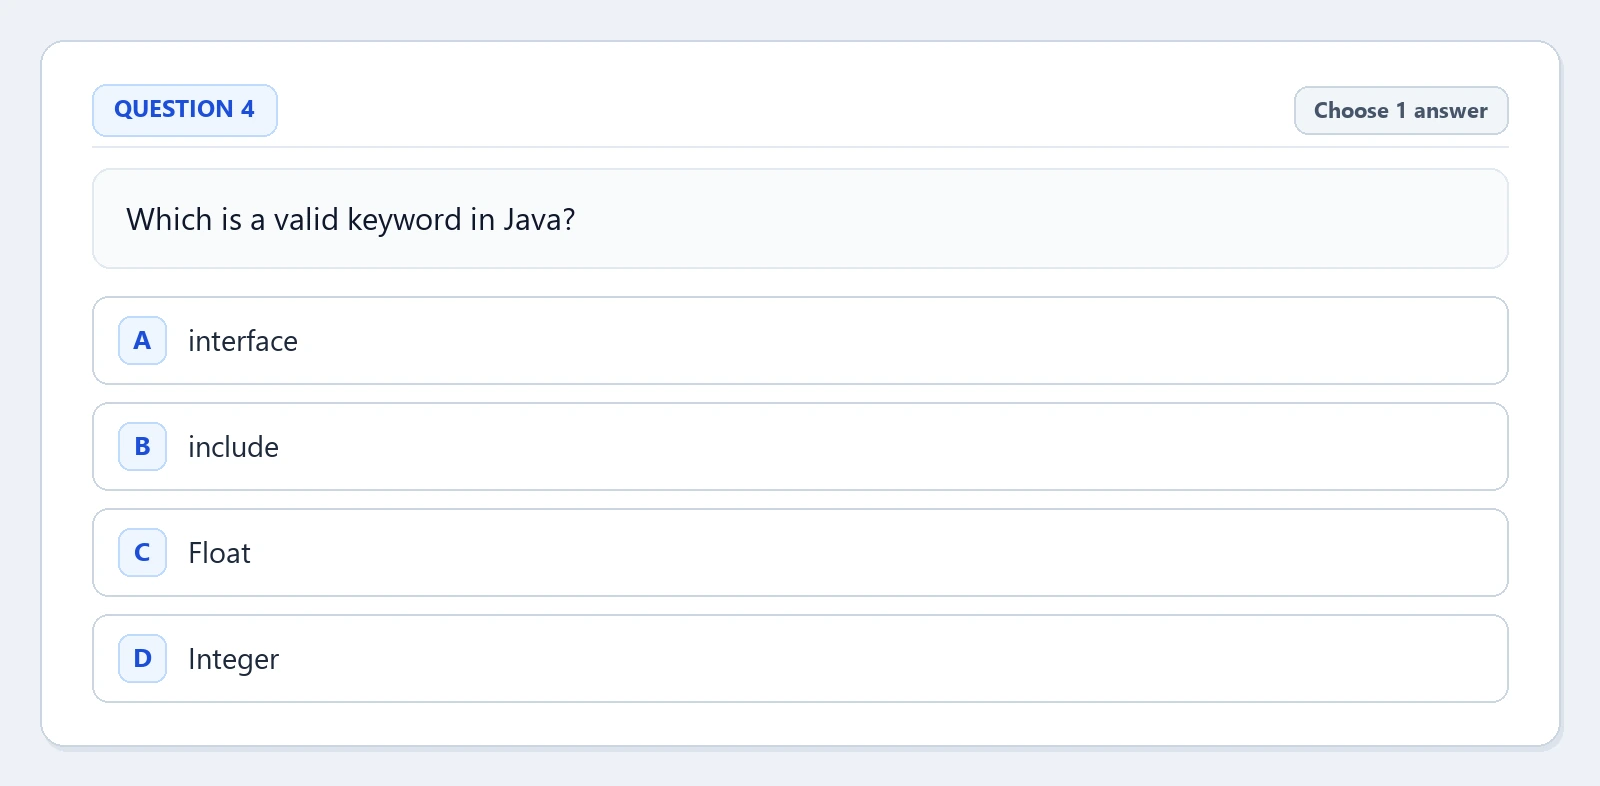 QUESTION 4
Choose 1 answer
Which is a valid keyword in Java?
A interface
B include
C Float
D Integer